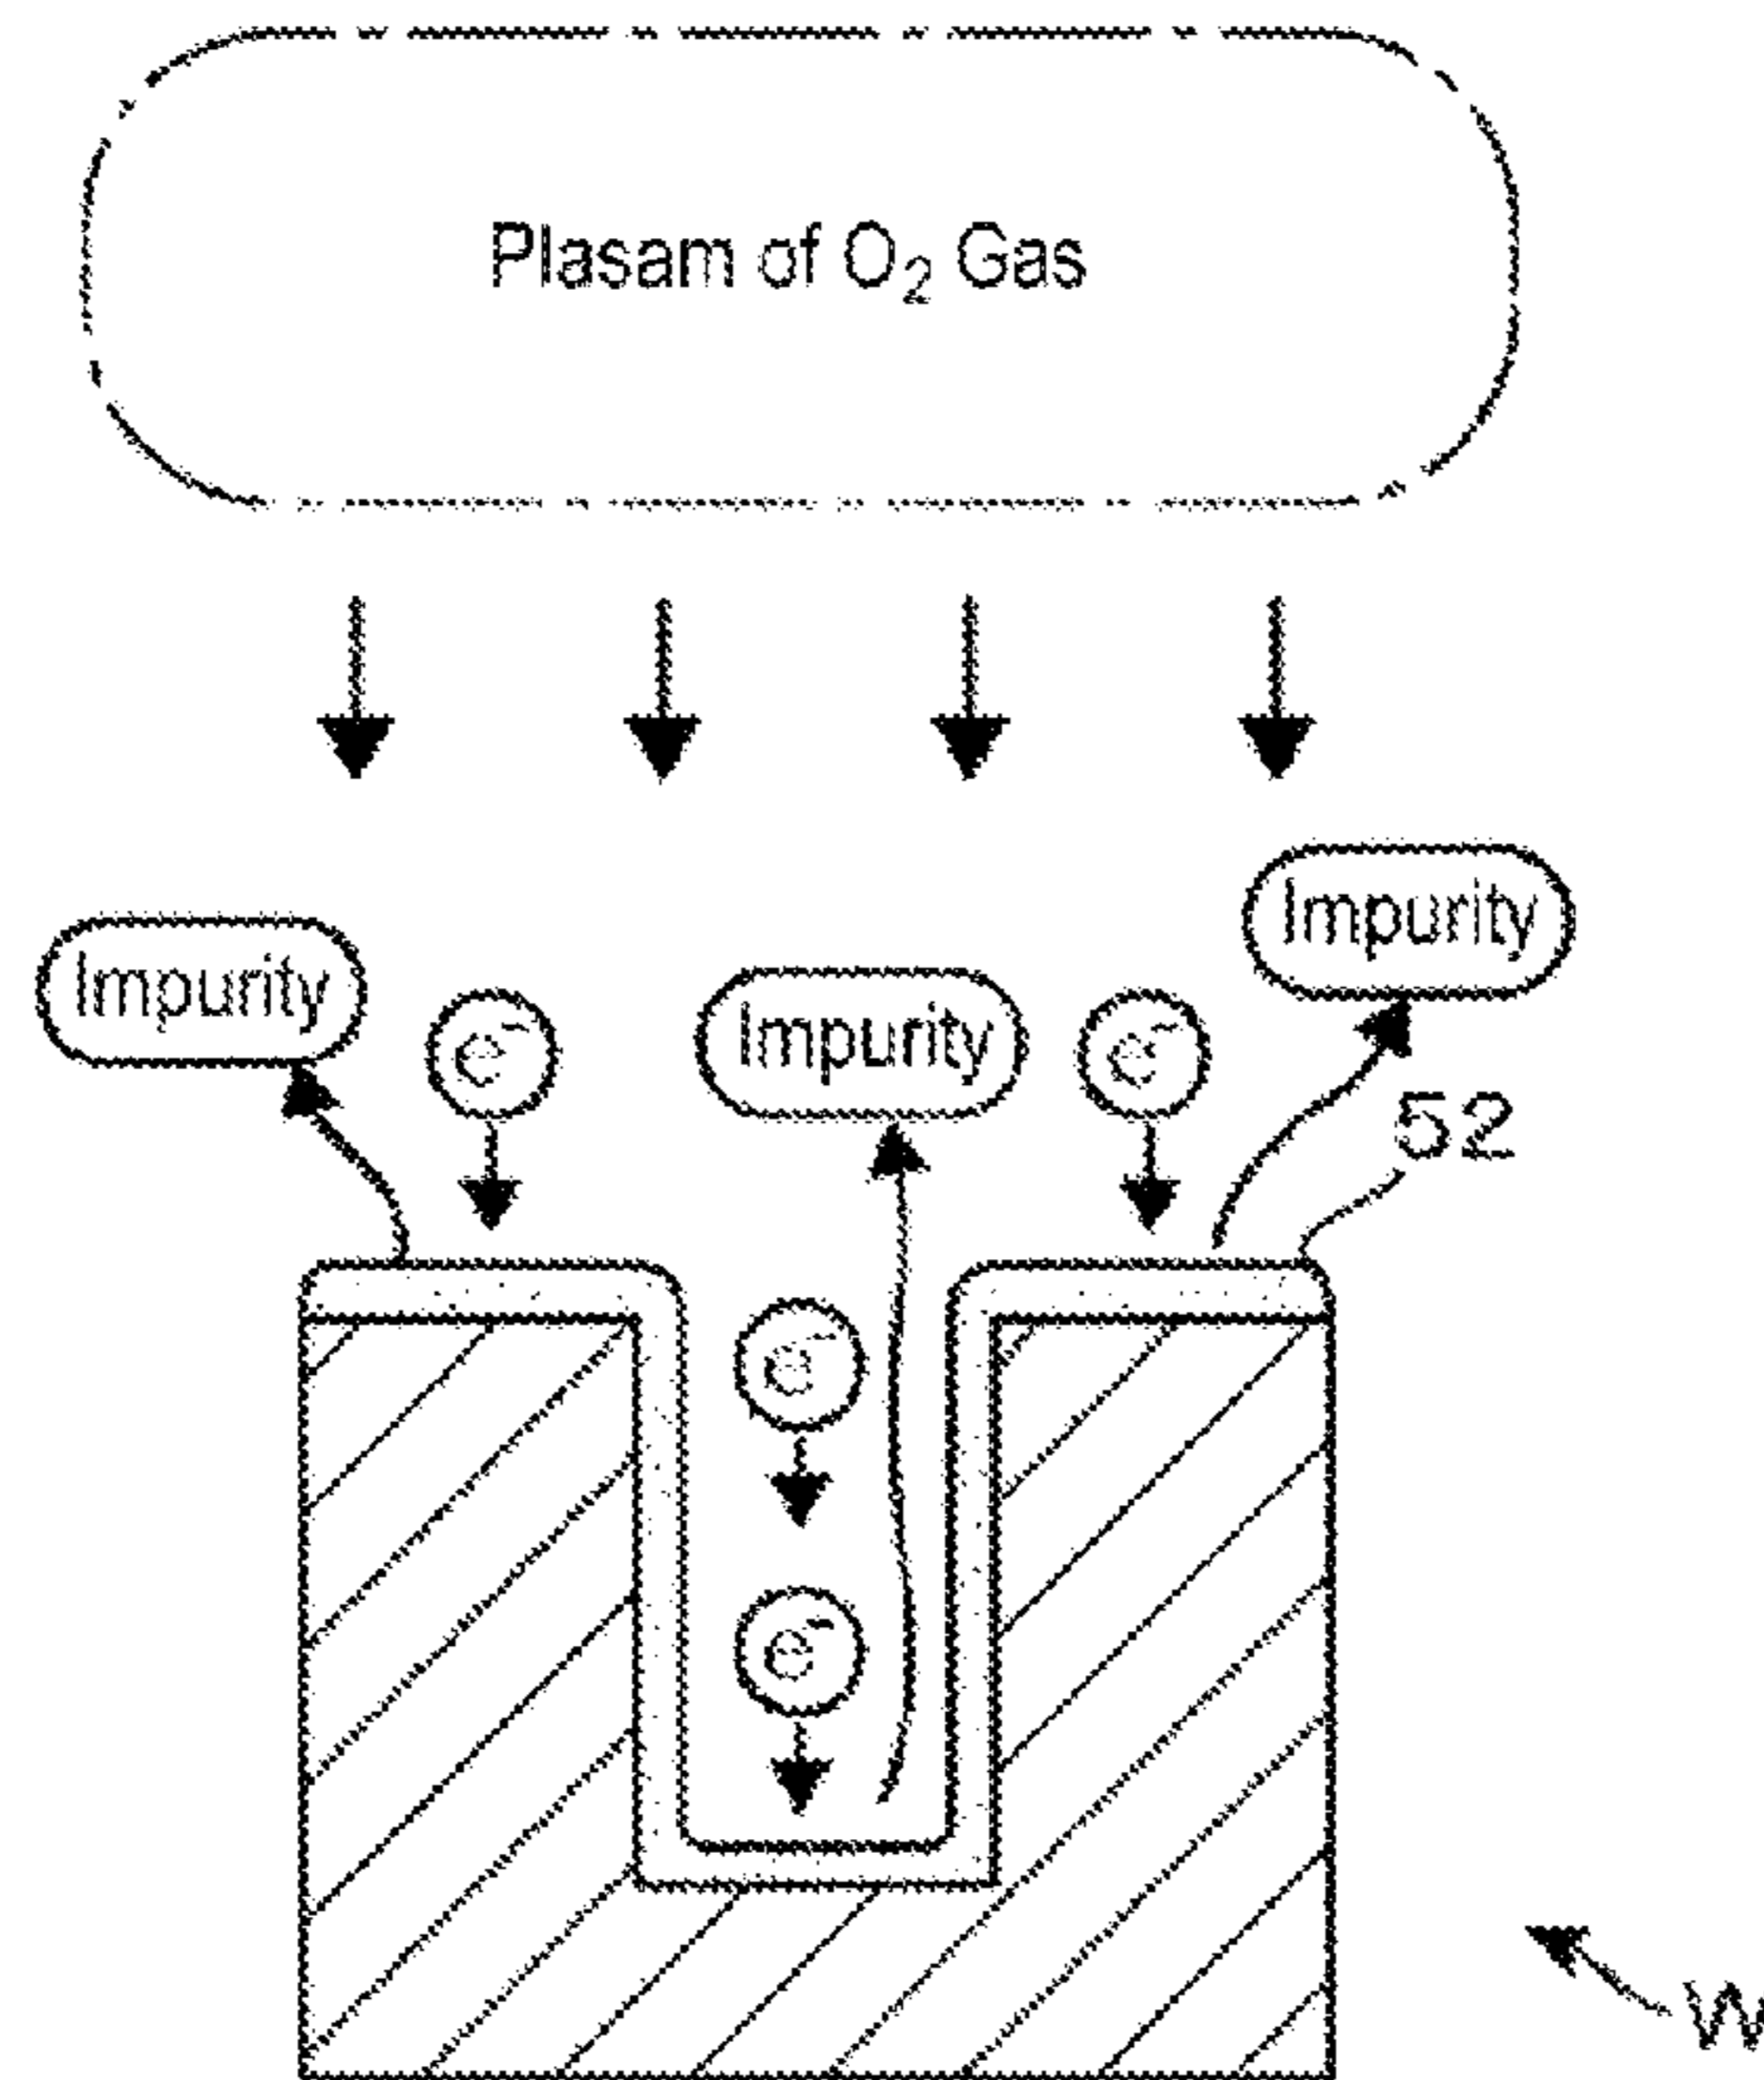 Plasam of O₂ Gas
Impurity
Impurity
Impurity
e⁻
e⁻
52
e⁻
e⁻
W